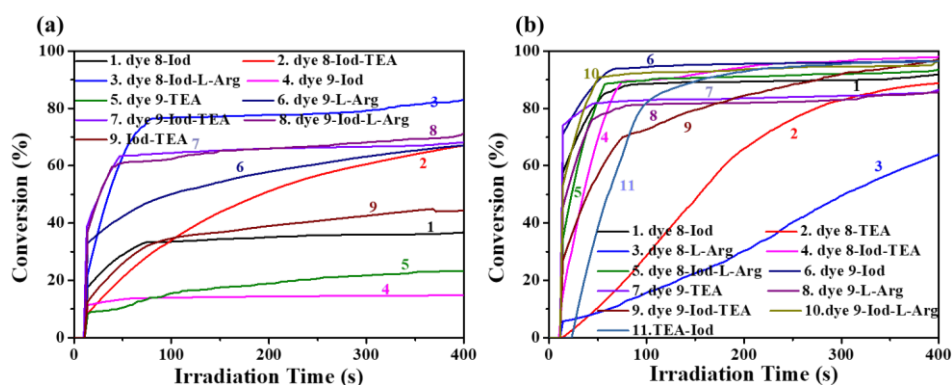 (a)
Conversion (%)
100
80
60
40
20
0
1. dye 8-Iod 2. dye 8-Iod-TEA
3. dye 8-Iod-L-Arg 4. dye 9-Iod
5. dye 9-TEA 6. dye 9-L-Arg
7. dye 9-Iod-TEA 8. dye 9-Iod-L-Arg
9. Iod-TEA
3
7
8
6
2
9
1
5
4
0 100 200 300 400
Irradiation Time (s)
(b)
Conversion (%)
100
80
60
40
20
0
6
10
1
7
8
4
9
2
5
11
3
1. dye 8-Iod 2. dye 8-TEA
3. dye 8-L-Arg 4. dye 8-Iod-TEA
5. dye 8-Iod-L-Arg 6. dye 9-Iod
7. dye 9-TEA 8. dye 9-L-Arg
9. dye 9-Iod-TEA 10.dye 9-Iod-L-Arg
11.TEA-Iod
0 100 200 300 400
Irradiation Time (s)